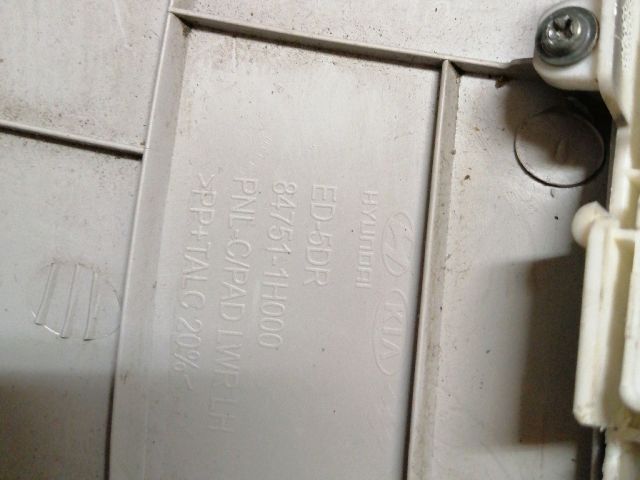 HYUNDAI KIA
ED-5DR
84751-1H000
PNL-C/PAD LWR LH
>PP+TALC 20%<